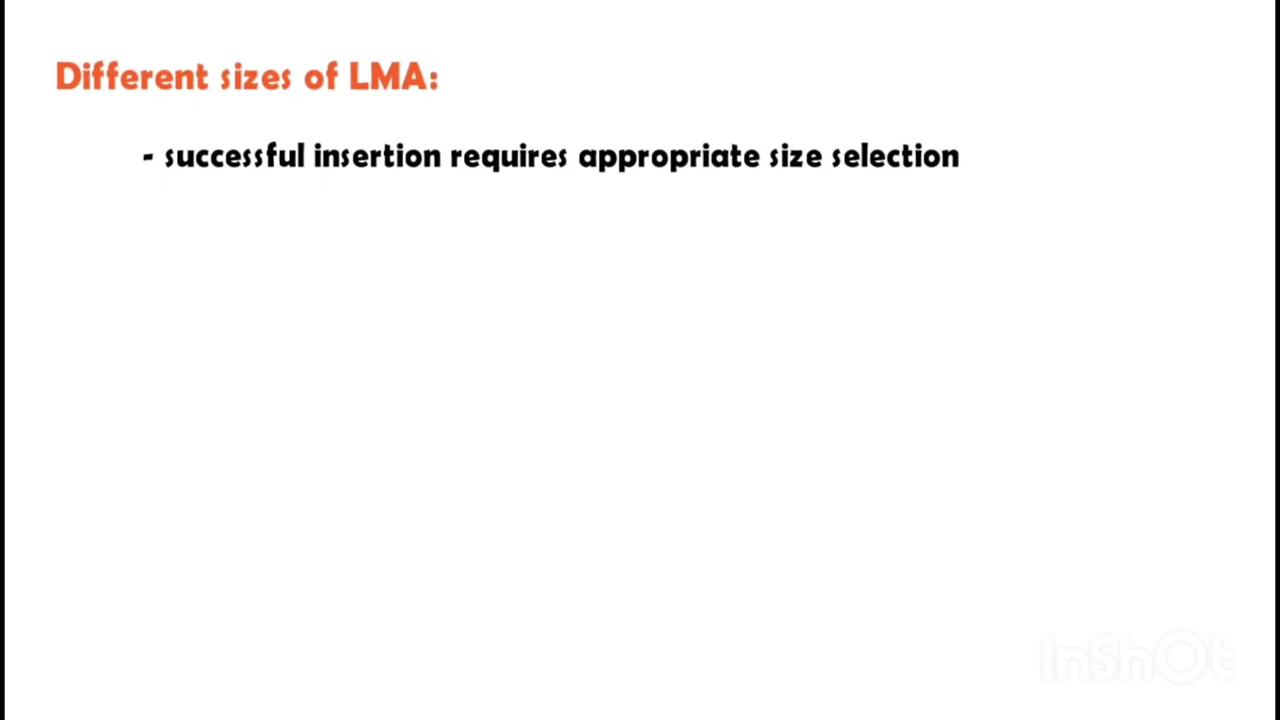 Different sizes of LMA:
- successful insertion requires appropriate size selection
InShOt